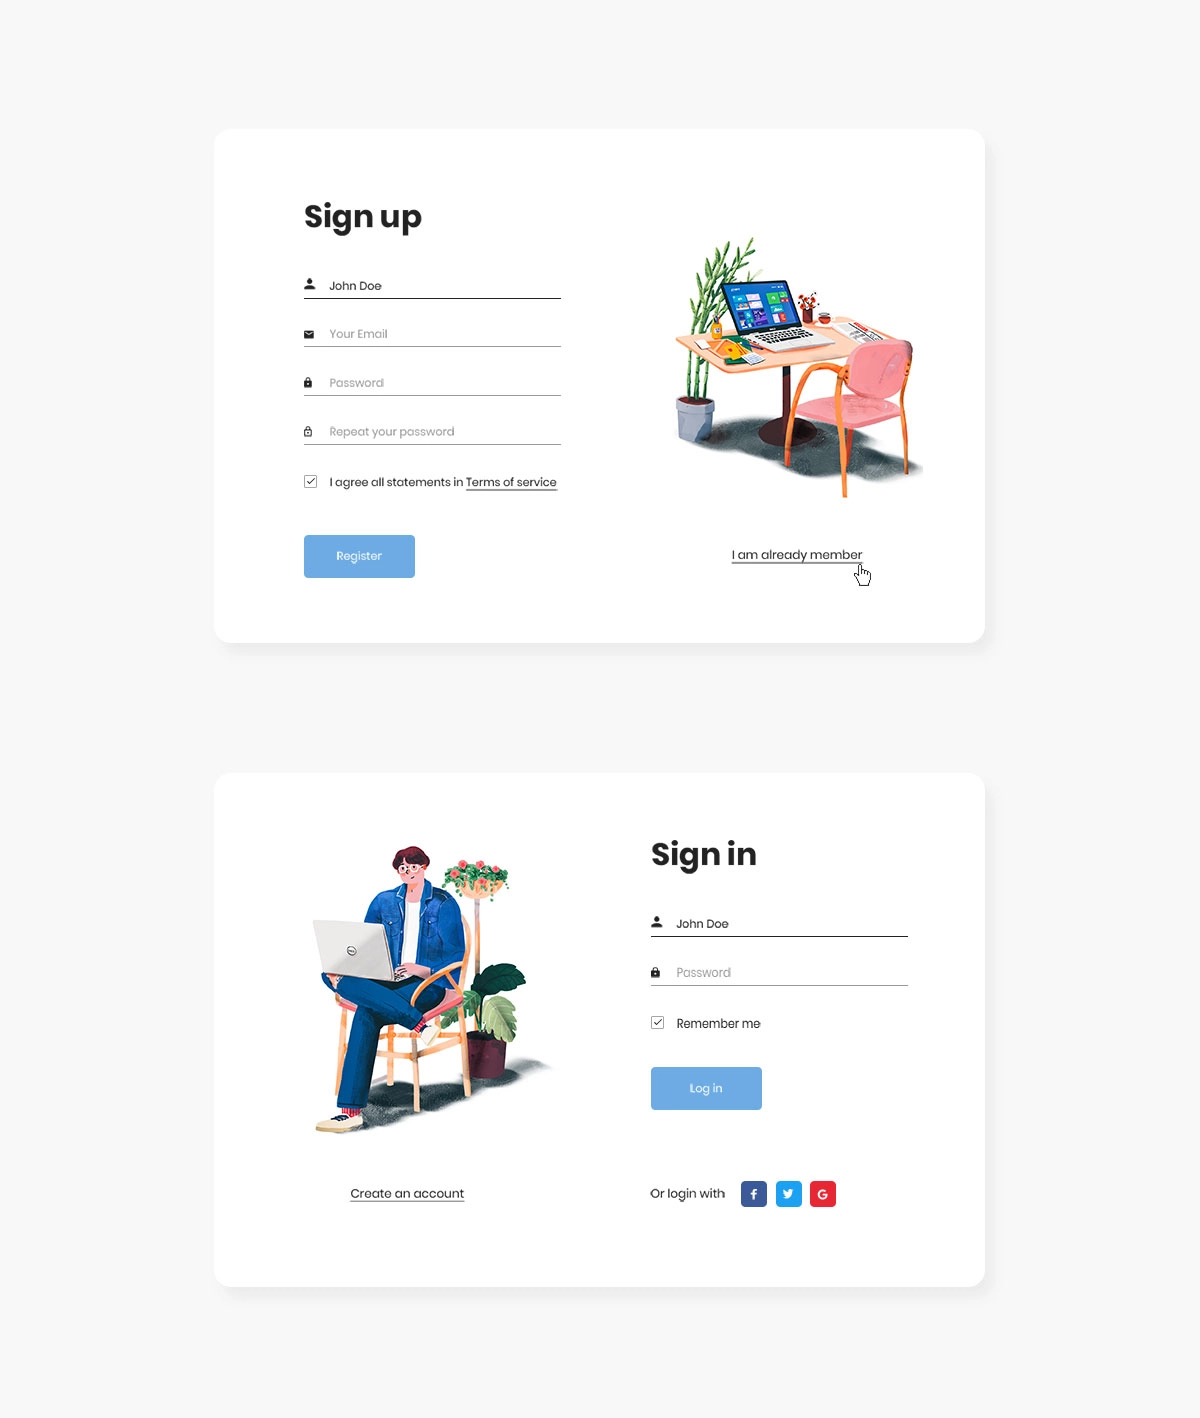 Sign up
John Doe
Your Email
Password
Repeat your password
I agree all statements in Terms of service
Register
I am already member
Sign in
John Doe
Password
Remember me
Log in
Create an account
Or login with